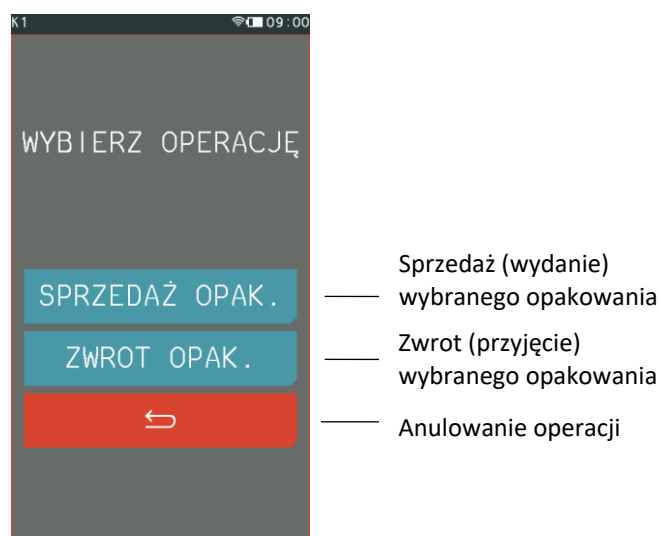 K1 09:00
WYBIERZ OPERACJĘ
SPRZEDAŻ OPAK.
Sprzedaż (wydanie)
wybranego opakowania
ZWROT OPAK.
Zwrot (przyjęcie)
wybranego opakowania
Anulowanie operacji